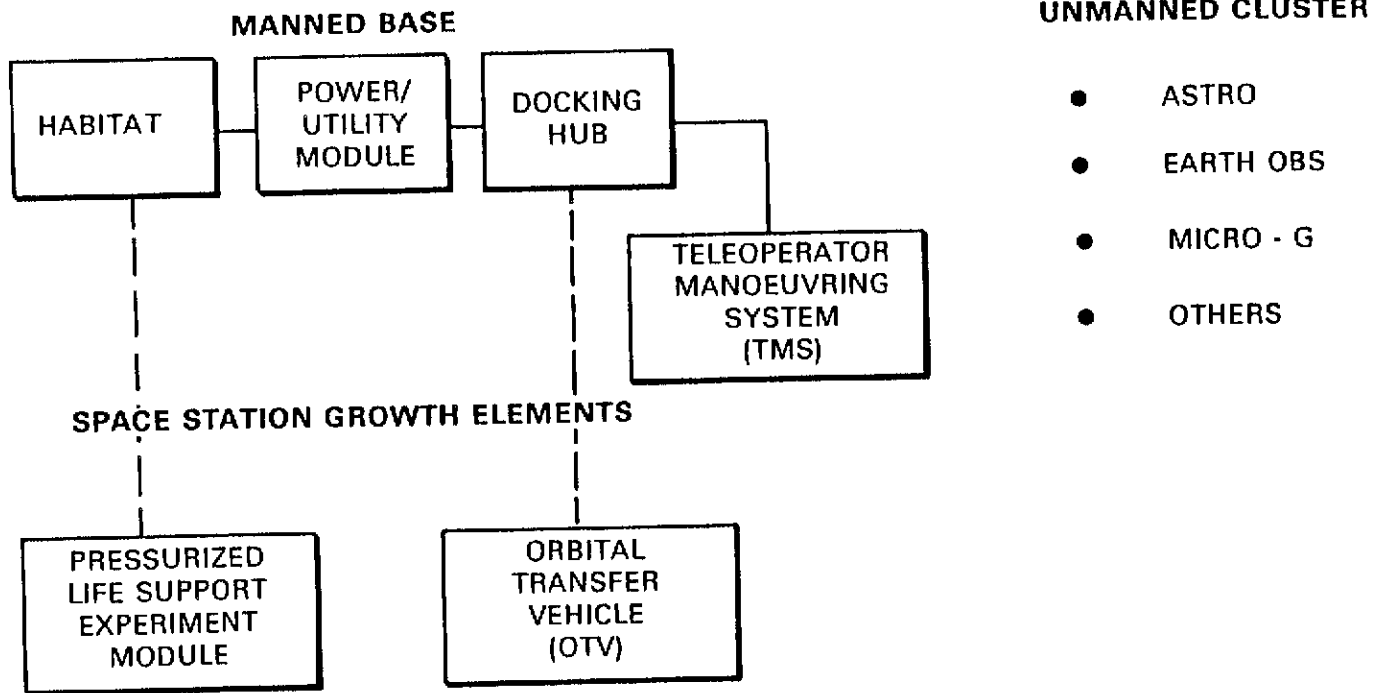 MANNED BASE
HABITAT
POWER/
UTILITY
MODULE
DOCKING
HUB
TELEOPERATOR
MANOEUVRING
SYSTEM
(TMS)
SPACE STATION GROWTH ELEMENTS
PRESSURIZED
LIFE SUPPORT
EXPERIMENT
MODULE
ORBITAL
TRANSFER
VEHICLE
(OTV)
UNMANNED CLUSTER
● ASTRO
● EARTH OBS
● MICRO - G
● OTHERS